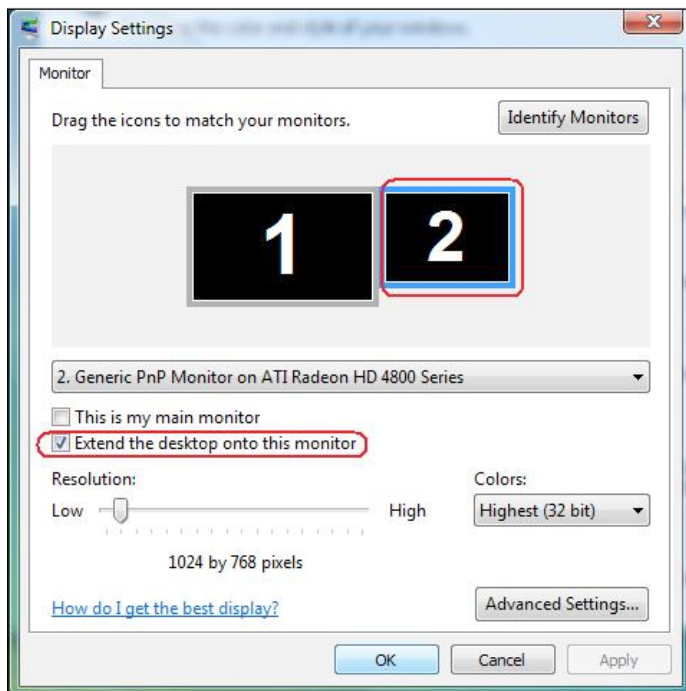 Display Settings
Monitor
Drag the icons to match your monitors.
Identify Monitors
1
2
2. Generic PnP Monitor on ATI Radeon HD 4800 Series
This is my main monitor
Extend the desktop onto this monitor
Resolution:
Colors:
Low
High
Highest (32 bit)
1024 by 768 pixels
How do I get the best display?
Advanced Settings...
OK
Cancel
Apply